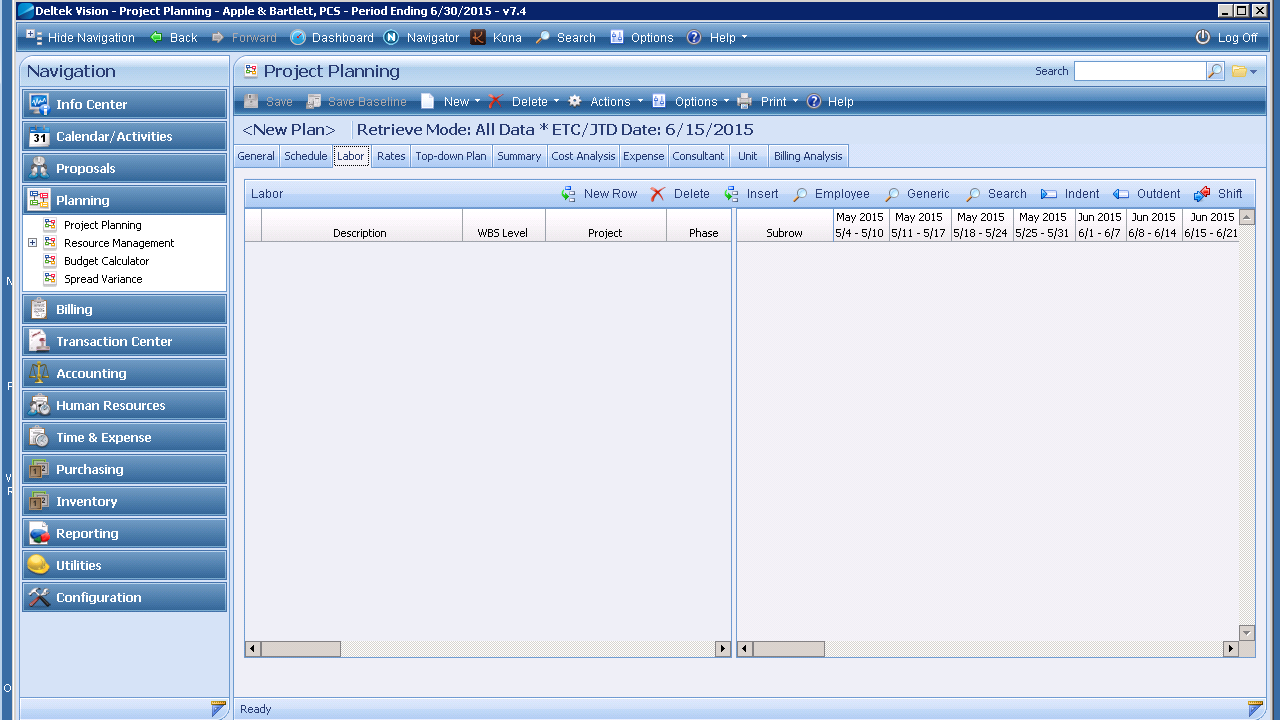 Deltek Vision - Project Planning - Apple & Bartlett, PCS - Period Ending 6/30/2015 - v7.4
Hide Navigation Back Forward Dashboard Navigator Kona Search Options Help Log Off
Navigation
Info Center
31 Calendar/Activities
Proposals
Planning
Project Planning
Resource Management
Budget Calculator
Spread Variance
Billing
Transaction Center
Accounting
Human Resources
Time & Expense
Purchasing
Inventory
Reporting
Utilities
Configuration
Project Planning Search
Save Save Baseline New Delete Actions Options Print Help
<New Plan> Retrieve Mode: All Data * ETC/JTD Date: 6/15/2015
General Schedule Labor Rates Top-down Plan Summary Cost Analysis Expense Consultant Unit Billing Analysis
Labor New Row Delete Insert Employee Generic Search Indent Outdent Shift
May 2015 May 2015 May 2015 May 2015 Jun 2015 Jun 2015 Jun 2015
Description WBS Level Project Phase Subrow 5/4 - 5/10 5/11 - 5/17 5/18 - 5/24 5/25 - 5/31 6/1 - 6/7 6/8 - 6/14 6/15 - 6/21
Ready